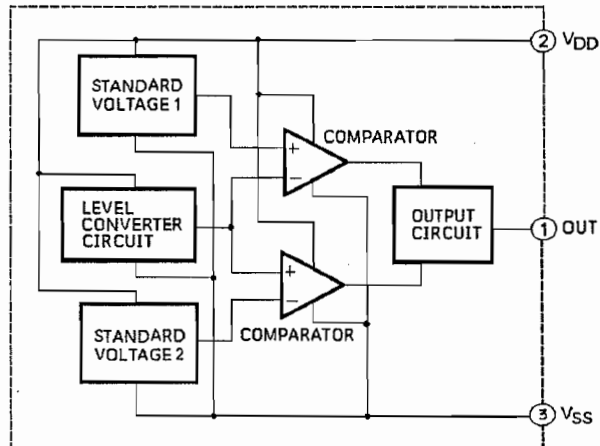 2 VDD
STANDARD
VOLTAGE 1
COMPARATOR
+
−
LEVEL
CONVERTER
CIRCUIT
OUTPUT
CIRCUIT
1 OUT
+
−
STANDARD
VOLTAGE 2
COMPARATOR
3 VSS